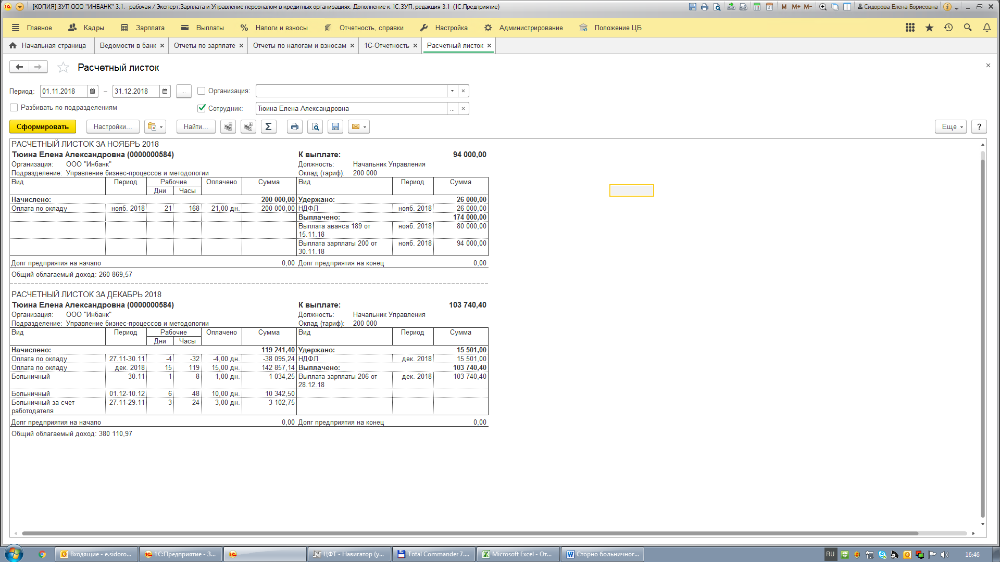 [КОПИЯ] ЗУП ООО "ИНБАНК" 3.1. - рабочая / Эксперт:Зарплата и Управление персоналом в кредитных организациях. Дополнение к 1С:ЗУП, редакция 3.1 (1С:Предприятие) M M+ M- Сидорова Елена Борисовна
Главное Кадры Зарплата Выплаты Налоги и взносы Отчетность, справки Настройка Администрирование Положение ЦБ
Начальная страница Ведомости в банк × Отчеты по зарплате × Отчеты по налогам и взносам × 1С-Отчетность × Расчетный листок ×
Расчетный листок
Период: 01.11.2018 – 31.12.2018 ... Организация:
Разбивать по подразделениям Сотрудник: Тюина Елена Александровна ... ×
Сформировать Настройки... Найти... Σ Еще ?
РАСЧЕТНЫЙ ЛИСТОК ЗА НОЯБРЬ 2018
Тюина Елена Александровна (0000000584) К выплате: 94 000,00
Организация: ООО "Инбанк" Должность: Начальник Управления
Подразделение: Управление бизнес-процессов и методологии Оклад (тариф): 200 000
Вид Период Рабочие Оплачено Сумма Вид Период Сумма
Дни Часы
Начислено: 200 000,00 Удержано: 26 000,00
Оплата по окладу нояб. 2018 21 168 21,00 дн. 200 000,00 НДФЛ нояб. 2018 26 000,00
Выплачено: 174 000,00
Выплата аванса 189 от нояб. 2018 80 000,00
15.11.18
Выплата зарплаты 200 от нояб. 2018 94 000,00
30.11.18
Долг предприятия на начало 0,00 Долг предприятия на конец 0,00
Общий облагаемый доход: 260 869,57
РАСЧЕТНЫЙ ЛИСТОК ЗА ДЕКАБРЬ 2018
Тюина Елена Александровна (0000000584) К выплате: 103 740,40
Организация: ООО "Инбанк" Должность: Начальник Управления
Подразделение: Управление бизнес-процессов и методологии Оклад (тариф): 200 000
Вид Период Рабочие Оплачено Сумма Вид Период Сумма
Дни Часы
Начислено: 119 241,40 Удержано: 15 501,00
Оплата по окладу 27.11-30.11 -4 -32 -4,00 дн. -38 095,24 НДФЛ дек. 2018 15 501,00
Оплата по окладу дек. 2018 15 119 15,00 дн. 142 857,14 Выплачено: 103 740,40
Больничный 30.11 1 8 1,00 дн. 1 034,25 Выплата зарплаты 206 от дек. 2018 103 740,40
28.12.18
Больничный 01.12-10.12 6 48 10,00 дн. 10 342,50
Больничный за счет 27.11-29.11 3 24 3,00 дн. 3 102,75
работодателя
Долг предприятия на начало 0,00 Долг предприятия на конец 0,00
Общий облагаемый доход: 380 110,97
Входящие - e.sidoro... 1С:Предприятие - З... ЦФТ - Навигатор (у... Total Commander 7.... Microsoft Excel - От... Сторно больничног... RU 16:46